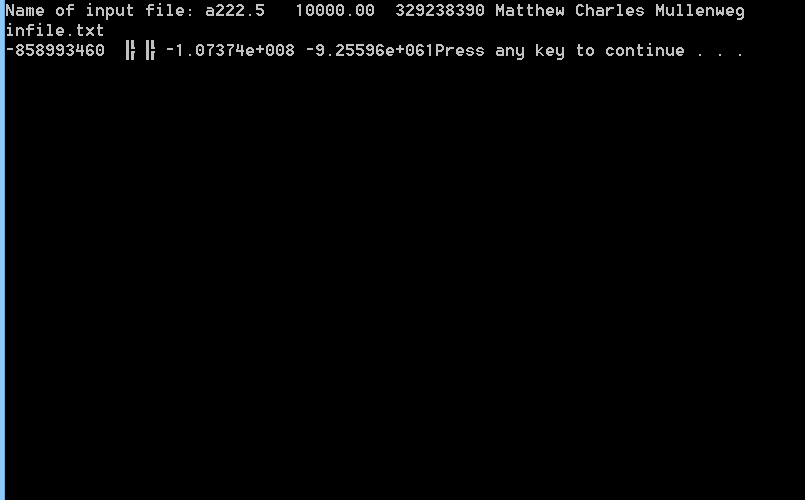 Name of input file: a222.5   10000.00  329238390 Matthew Charles Mullenweg
infile.txt
-858993460  ╠ ╠ -1.07374e+008 -9.25596e+061Press any key to continue . . .